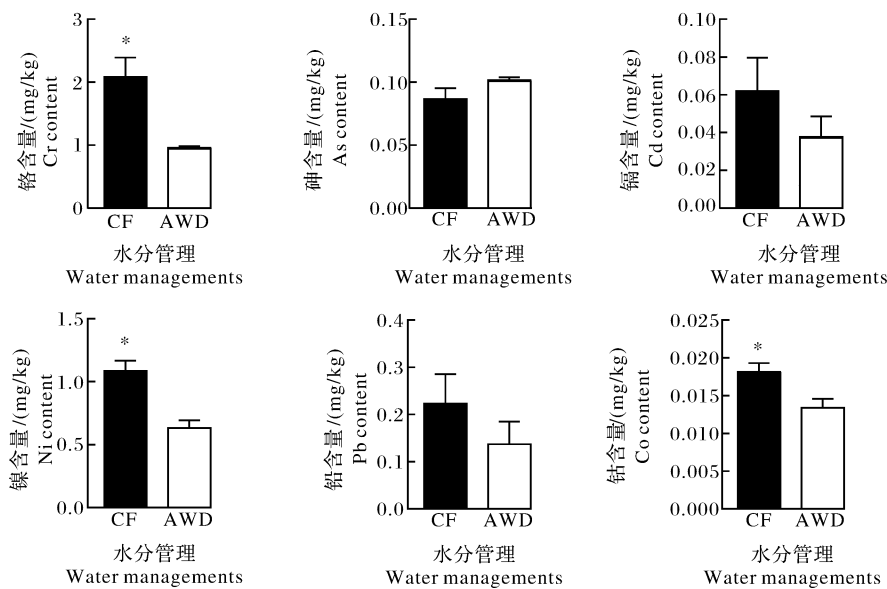 铬含量/(mg/kg)
Cr content
3
2
1
0
*
CF AWD
水分管理
Water managements
砷含量/(mg/kg)
As content
0.15
0.10
0.05
0.00
CF AWD
水分管理
Water managements
镉含量/(mg/kg)
Cd content
0.10
0.08
0.06
0.04
0.02
0.00
CF AWD
水分管理
Water managements
镍含量/(mg/kg)
Ni content
1.5
1.0
0.5
0.0
*
CF AWD
水分管理
Water managements
铅含量/(mg/kg)
Pb content
0.4
0.3
0.2
0.1
0.0
CF AWD
水分管理
Water managements
钴含量/(mg/kg)
Co content
0.025
0.020
0.015
0.010
0.005
0.000
*
CF AWD
水分管理
Water managements